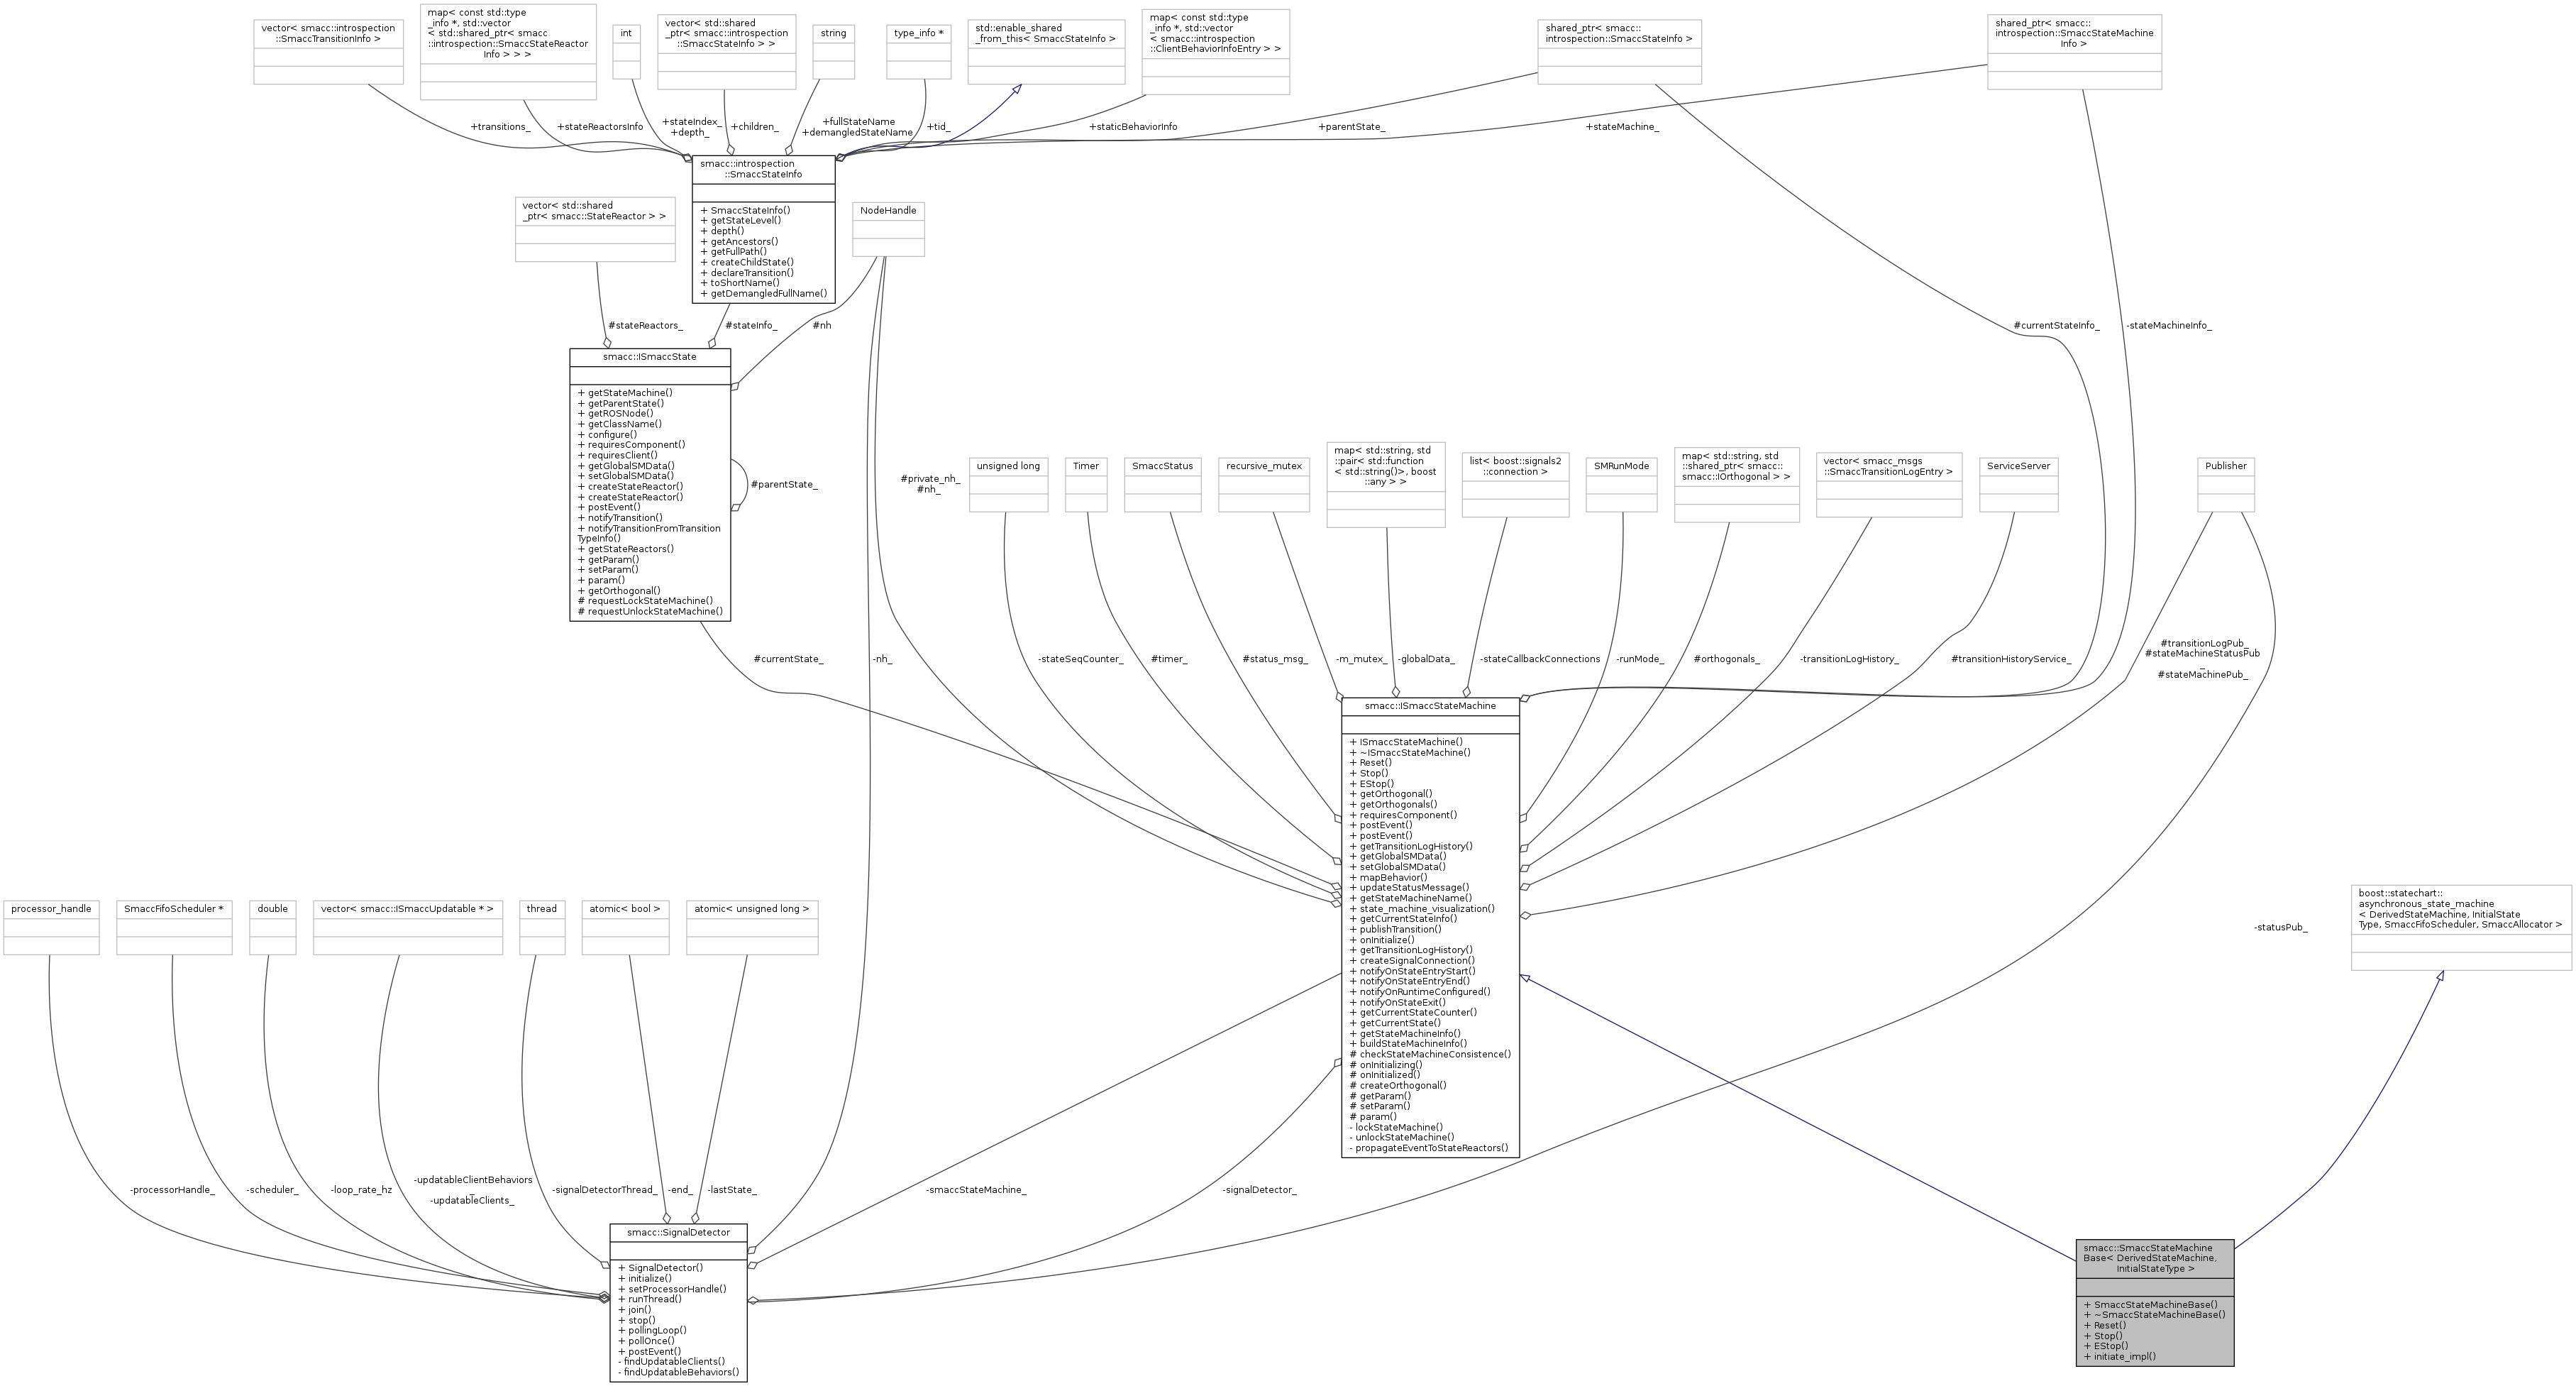 vector< smacc::introspection
::SmaccTransitionInfo >
map< const std::type
_info *, std::vector
< std::shared_ptr< smacc
::introspection::SmaccStateReactor
Info > > >
int
vector< std::shared
_ptr< smacc::introspection
::SmaccStateInfo > >
string
type_info *
std::enable_shared
_from_this< SmaccStateInfo >
map< const std::type
_info *, std::vector
< smacc::introspection
::ClientBehaviorInfoEntry > >
shared_ptr< smacc::
introspection::SmaccStateInfo >
shared_ptr< smacc::
introspection::SmaccStateMachine
Info >
+transitions_
+stateReactorsInfo
+stateIndex_
+depth_
+children_
+fullStateName
+demangledStateName
+tid_
+staticBehaviorInfo
+parentState_
+stateMachine_
smacc::introspection
::SmaccStateInfo
+ SmaccStateInfo()
+ getStateLevel()
+ depth()
+ getAncestors()
+ getFullPath()
+ createChildState()
+ declareTransition()
+ toShortName()
+ getDemangledFullName()
vector< std::shared
_ptr< smacc::StateReactor > >
NodeHandle
#stateReactors_
#stateInfo_
#nh
#currentStateInfo_
-stateMachineInfo_
smacc::ISmaccState
+ getStateMachine()
+ getParentState()
+ getROSNode()
+ getClassName()
+ configure()
+ requiresComponent()
+ requiresClient()
+ getGlobalSMData()
+ setGlobalSMData()
+ createStateReactor()
+ createStateReactor()
+ postEvent()
+ notifyTransition()
+ notifyTransitionFromTransition
TypeInfo()
+ getStateReactors()
+ getParam()
+ setParam()
+ param()
+ getOrthogonal()
# requestLockStateMachine()
# requestUnlockStateMachine()
#parentState_
#private_nh_
#nh_
unsigned long
Timer
SmaccStatus
recursive_mutex
map< std::string, std
::pair< std::function
< std::string()>, boost
::any > >
list< boost::signals2
::connection >
SMRunMode
map< std::string, std
::shared_ptr< smacc::
smacc::IOrthogonal > >
vector< smacc_msgs
::SmaccTransitionLogEntry >
ServiceServer
Publisher
#currentState_
-nh_
-stateSeqCounter_
#timer_
#status_msg_
-m_mutex_
-globalData_
-stateCallbackConnections
-runMode_
#orthogonals_
-transitionLogHistory_
#transitionHistoryService_
#transitionLogPub_
#stateMachineStatusPub
_
#stateMachinePub_
smacc::ISmaccStateMachine
+ ISmaccStateMachine()
+ ~ISmaccStateMachine()
+ Reset()
+ Stop()
+ EStop()
+ getOrthogonal()
+ getOrthogonals()
+ requiresComponent()
+ postEvent()
+ postEvent()
+ getTransitionLogHistory()
+ getGlobalSMData()
+ setGlobalSMData()
+ mapBehavior()
+ updateStatusMessage()
+ getStateMachineName()
+ state_machine_visualization()
+ getCurrentStateInfo()
+ publishTransition()
+ onInitialize()
+ getTransitionLogHistory()
+ createSignalConnection()
+ notifyOnStateEntryStart()
+ notifyOnStateEntryEnd()
+ notifyOnRuntimeConfigured()
+ notifyOnStateExit()
+ getCurrentStateCounter()
+ getCurrentState()
+ getStateMachineInfo()
+ buildStateMachineInfo()
# checkStateMachineConsistence()
# onInitializing()
# onInitialized()
# createOrthogonal()
# getParam()
# setParam()
# param()
- lockStateMachine()
- unlockStateMachine()
- propagateEventToStateReactors()
processor_handle
SmaccFifoScheduler *
double
vector< smacc::ISmaccUpdatable * >
thread
atomic< bool >
atomic< unsigned long >
-statusPub_
boost::statechart::
asynchronous_state_machine
< DerivedStateMachine, InitialState
Type, SmaccFifoScheduler, SmaccAllocator >
-processorHandle_
-scheduler_
-loop_rate_hz
-updatableClientBehaviors
_
-updatableClients_
-signalDetectorThread_
-end_
-lastState_
-smaccStateMachine_
-signalDetector_
smacc::SignalDetector
+ SignalDetector()
+ initialize()
+ setProcessorHandle()
+ runThread()
+ join()
+ stop()
+ pollingLoop()
+ pollOnce()
+ postEvent()
- findUpdatableClients()
- findUpdatableBehaviors()
smacc::SmaccStateMachine
Base< DerivedStateMachine,
InitialStateType >
+ SmaccStateMachineBase()
+ ~SmaccStateMachineBase()
+ Reset()
+ Stop()
+ EStop()
+ initiate_impl()